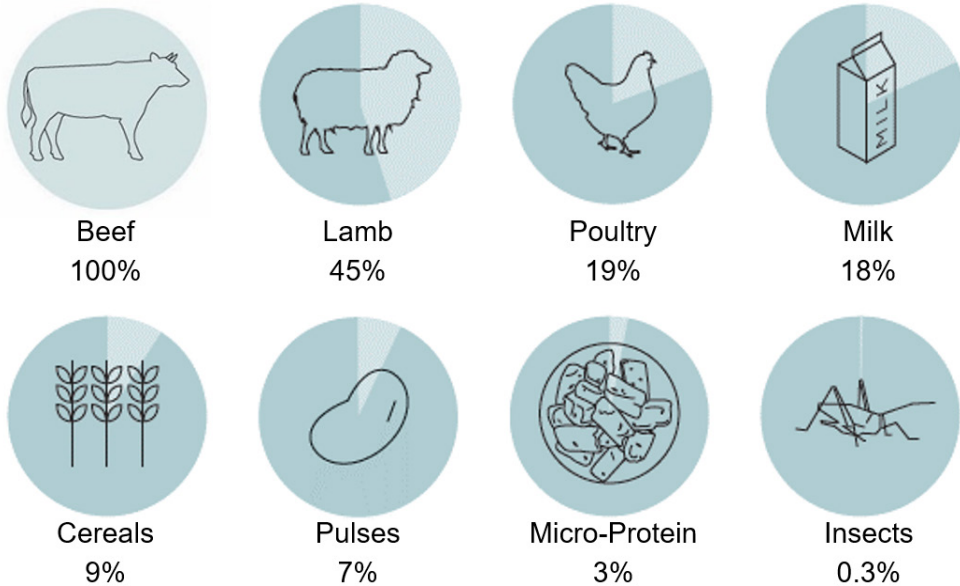 MILK
Beef
Lamb
Poultry
Milk
100%
45%
19%
18%
Cereals
Pulses
Micro-Protein
Insects
9%
7%
3%
0.3%